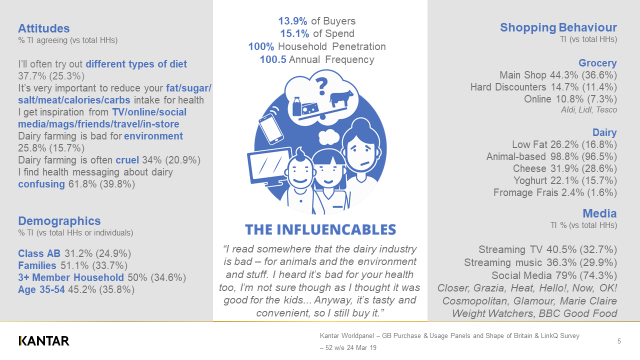 Attitudes
% TI agreeing (vs total HHs)
I'll often try out different types of diet
37.7% (25.3%)
It's very important to reduce your fat/sugar/
salt/meat/calories/carbs intake for health
I get inspiration from TV/online/social
media/mags/friends/travel/in-store
Dairy farming is bad for environment
25.8% (15.7%)
Dairy farming is often cruel 34% (20.9%)
I find health messaging about dairy
confusing 61.8% (39.8%)
Demographics
% TI (vs total HHs or individuals)
Class AB 31.2% (24.9%)
Families 51.1% (33.7%)
3+ Member Household 50% (34.6%)
Age 35-54 45.2% (35.8%)
13.9% of Buyers
15.1% of Spend
100% Household Penetration
100.5 Annual Frequency
?
THE INFLUENCABLES
“I read somewhere that the dairy industry
is bad – for animals and the environment
and stuff. I heard it's bad for your health
too, I'm not sure though as I thought it was
good for the kids... Anyway, it's tasty and
convenient, so I still buy it.”
Shopping Behaviour
TI (vs total HHs)
Grocery
Main Shop 44.3% (36.6%)
Hard Discounters 14.7% (11.4%)
Online 10.8% (7.3%)
Aldi, Lidl, Tesco
Dairy
Low Fat 26.2% (16.8%)
Animal-based 98.8% (96.5%)
Cheese 31.9% (28.6%)
Yoghurt 22.1% (15.7%)
Fromage Frais 2.4% (1.6%)
Media
TI % (vs total HHs)
Streaming TV 40.5% (32.7%)
Streaming music 36.3% (29.9%)
Social Media 79% (74.3%)
Closer, Grazia, Heat, Hello!, Now, OK!
Cosmopolitan, Glamour, Marie Claire
Weight Watchers, BBC Good Food
KANTAR
Kantar Worldpanel – GB Purchase & Usage Panels and Shape of Britain & LinkQ Survey
– 52 w/e 24 Mar 19
5